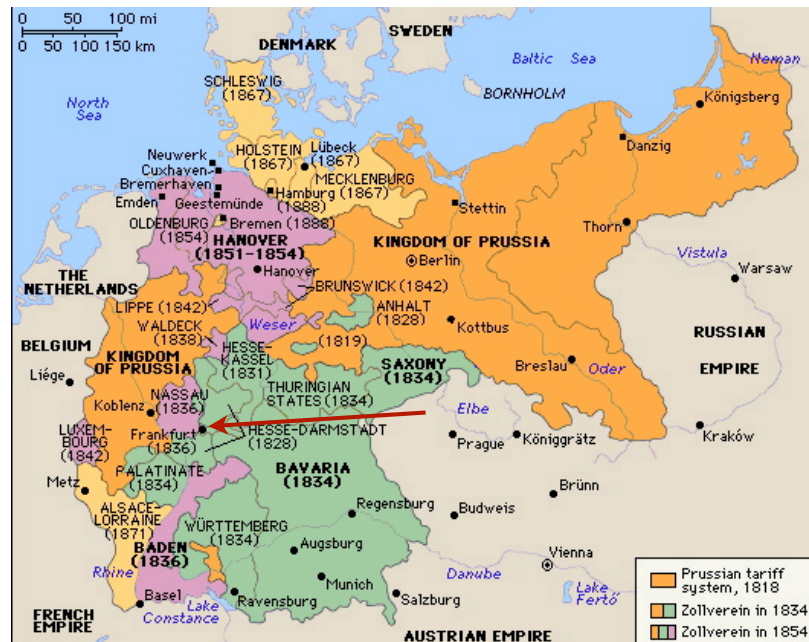 0 50 100 mi
0 50 100 150 km
SWEDEN
DENMARK
Baltic Sea
Neman
North
Sea
SCHLESWIG
(1867)
BORNHOLM
Königsberg
HOLSTEIN
(1867)
Lübeck
(1867)
Danzig
Neuwerk
Cuxhaven
Bremerhaven
Emden
Geestemünde
MECKLENBURG
(1867)
Hamburg
(1888)
Stettin
OLDENBURG
(1854)
Bremen (1888)
Thorn
HANOVER
(1851-1854)
KINGDOM OF PRUSSIA
Berlin
Vistula
Warsaw
Hanover
THE
NETHERLANDS
BRUNSWICK (1842)
LIPPE (1842)
Weser
ANHALT
(1828)
Kottbus
RUSSIAN
EMPIRE
WALDECK
(1838)
BELGIUM
KINGDOM
OF PRUSSIA
HESSE-
KASSEL
(1831)
(1819)
SAXONY
(1834)
Breslau
Oder
Liége
NASSAU
(1836)
THURINGIAN
STATES (1834)
Koblenz
Elbe
LUXEM-
BOURG
(1842)
Frankfurt
(1836)
HESSE-DARMSTADT
(1828)
Prague
Königgrätz
Kraków
PALATINATE
(1834)
BAVARIA
(1834)
Metz
Brünn
ALSACE-
LORRAINE
(1871)
Regensburg
Budweis
WÜRTTEMBERG
(1834)
BADEN
(1836)
Augsburg
Vienna
Rhine
Munich
Danube
Basel
Lake
Constance
Ravensburg
Salzburg
Lake
Fertő
FRENCH
EMPIRE
AUSTRIAN EMPIRE
Prussian tariff
system, 1818
Zollverein in 1834
Zollverein in 1854